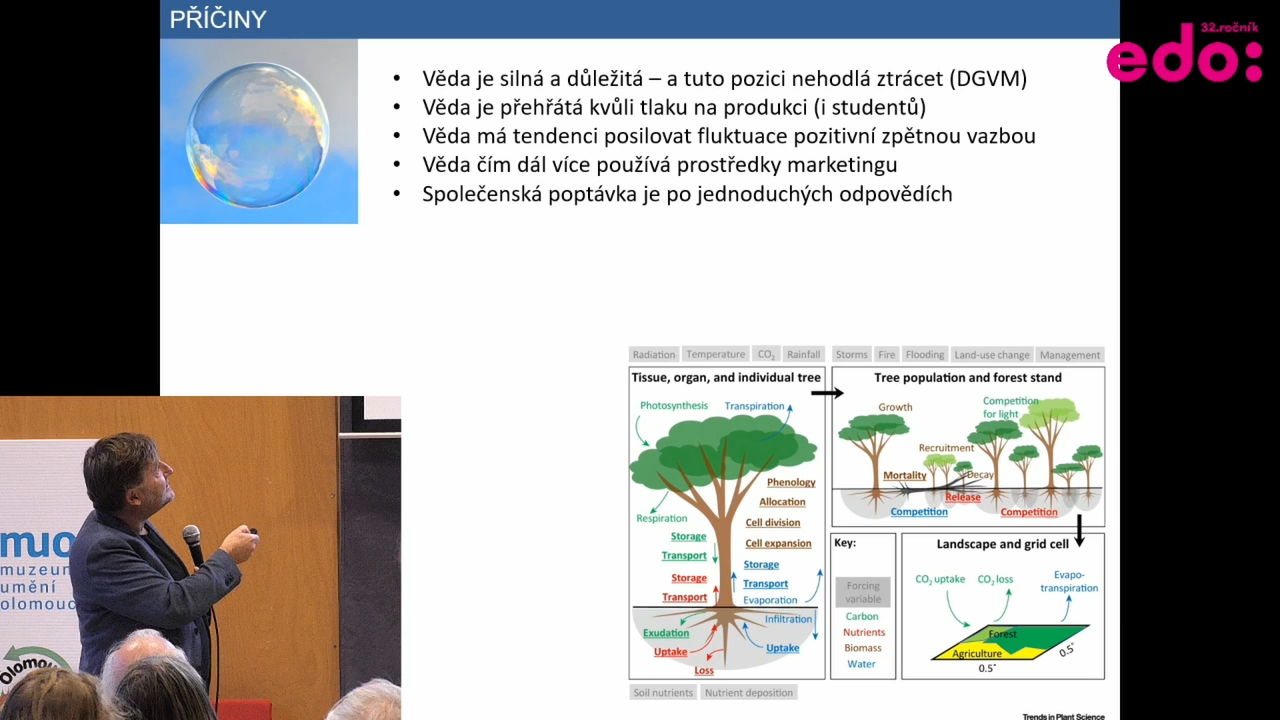 PŘÍČINY
32.ročník
edo:
• Věda je silná a důležitá – a tuto pozici nehodlá ztrácet (DGVM)
• Věda je přehřátá kvůli tlaku na produkci (i studentů)
• Věda má tendenci posilovat fluktuace pozitivní zpětnou vazbou
• Věda čím dál více používá prostředky marketingu
• Společenská poptávka je po jednoduchých odpovědích
Radiation Temperature CO2 Rainfall
Storms Fire Flooding Land-use change Management
Tissue, organ, and individual tree
Photosynthesis
Transpiration
Phenology
Allocation
Respiration
Cell division
Storage
Cell expansion
Transport
Storage
Storage
Transport
Transport
Evaporation
Infiltration
Exudation
Uptake
Uptake
Loss
Soil nutrients Nutrient deposition
Tree population and forest stand
Growth
Competition
for light
Recruitment
Mortality
Decay
Release
Competition
Competition
Key:
Forcing
variable
Carbon
Nutrients
Biomass
Water
Landscape and grid cell
CO2 uptake
CO2 loss
Evapo-
transpiration
Forest
Agriculture
0.5°
0.5°
Trends in Plant Science
muo
muzeum
umění
olomouc
Olomouc